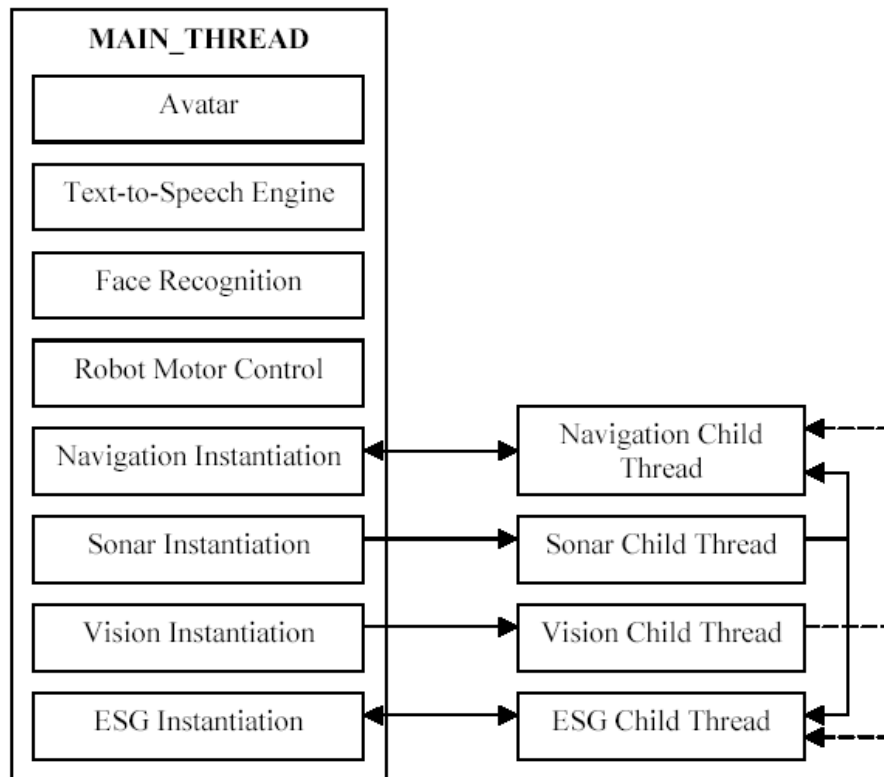 MAIN_THREAD
Avatar
Text-to-Speech Engine
Face Recognition
Robot Motor Control
Navigation Instantiation
Navigation Child
Thread
Sonar Instantiation
Sonar Child Thread
Vision Instantiation
Vision Child Thread
ESG Instantiation
ESG Child Thread